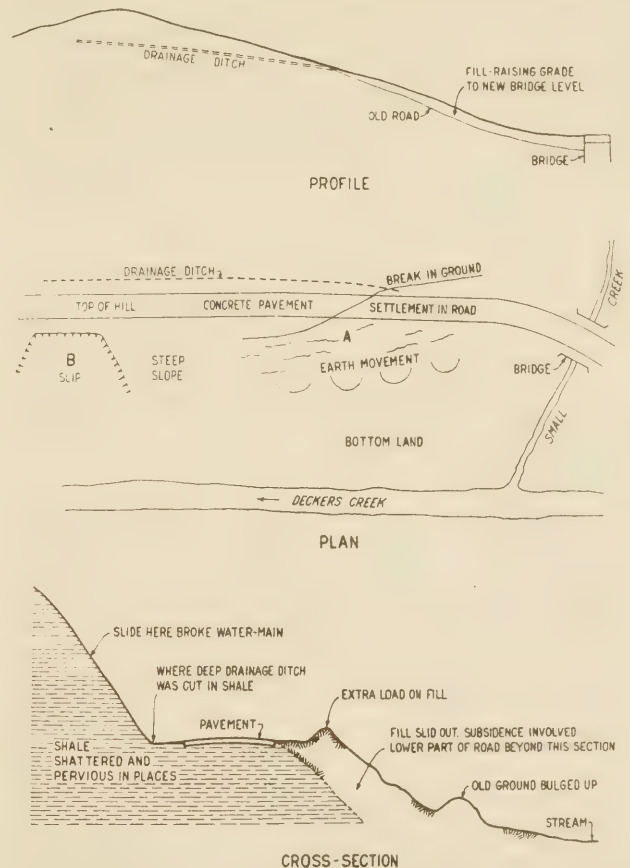 DRAINAGE DITCH
FILL-RAISING GRADE
TO NEW BRIDGE LEVEL
OLD ROAD
BRIDGE
PROFILE
DRAINAGE DITCH
BREAK IN GROUND
TOP OF HILL
CONCRETE PAVEMENT
SETTLEMENT IN ROAD
CREEK
A
B
SLIP
STEEP
SLOPE
EARTH MOVEMENT
BRIDGE
SMALL
BOTTOM LAND
← DECKERS CREEK
PLAN
SLIDE HERE BROKE WATER-MAIN
WHERE DEEP DRAINAGE DITCH
WAS CUT IN SHALE
EXTRA LOAD ON FILL
PAVEMENT
FILL SLID OUT. SUBSIDENCE INVOLVED
LOWER PART OF ROAD BEYOND THIS SECTION
SHALE
SHATTERED AND
PERVIOUS IN PLACES
OLD GROUND BULGED UP
STREAM
CROSS-SECTION